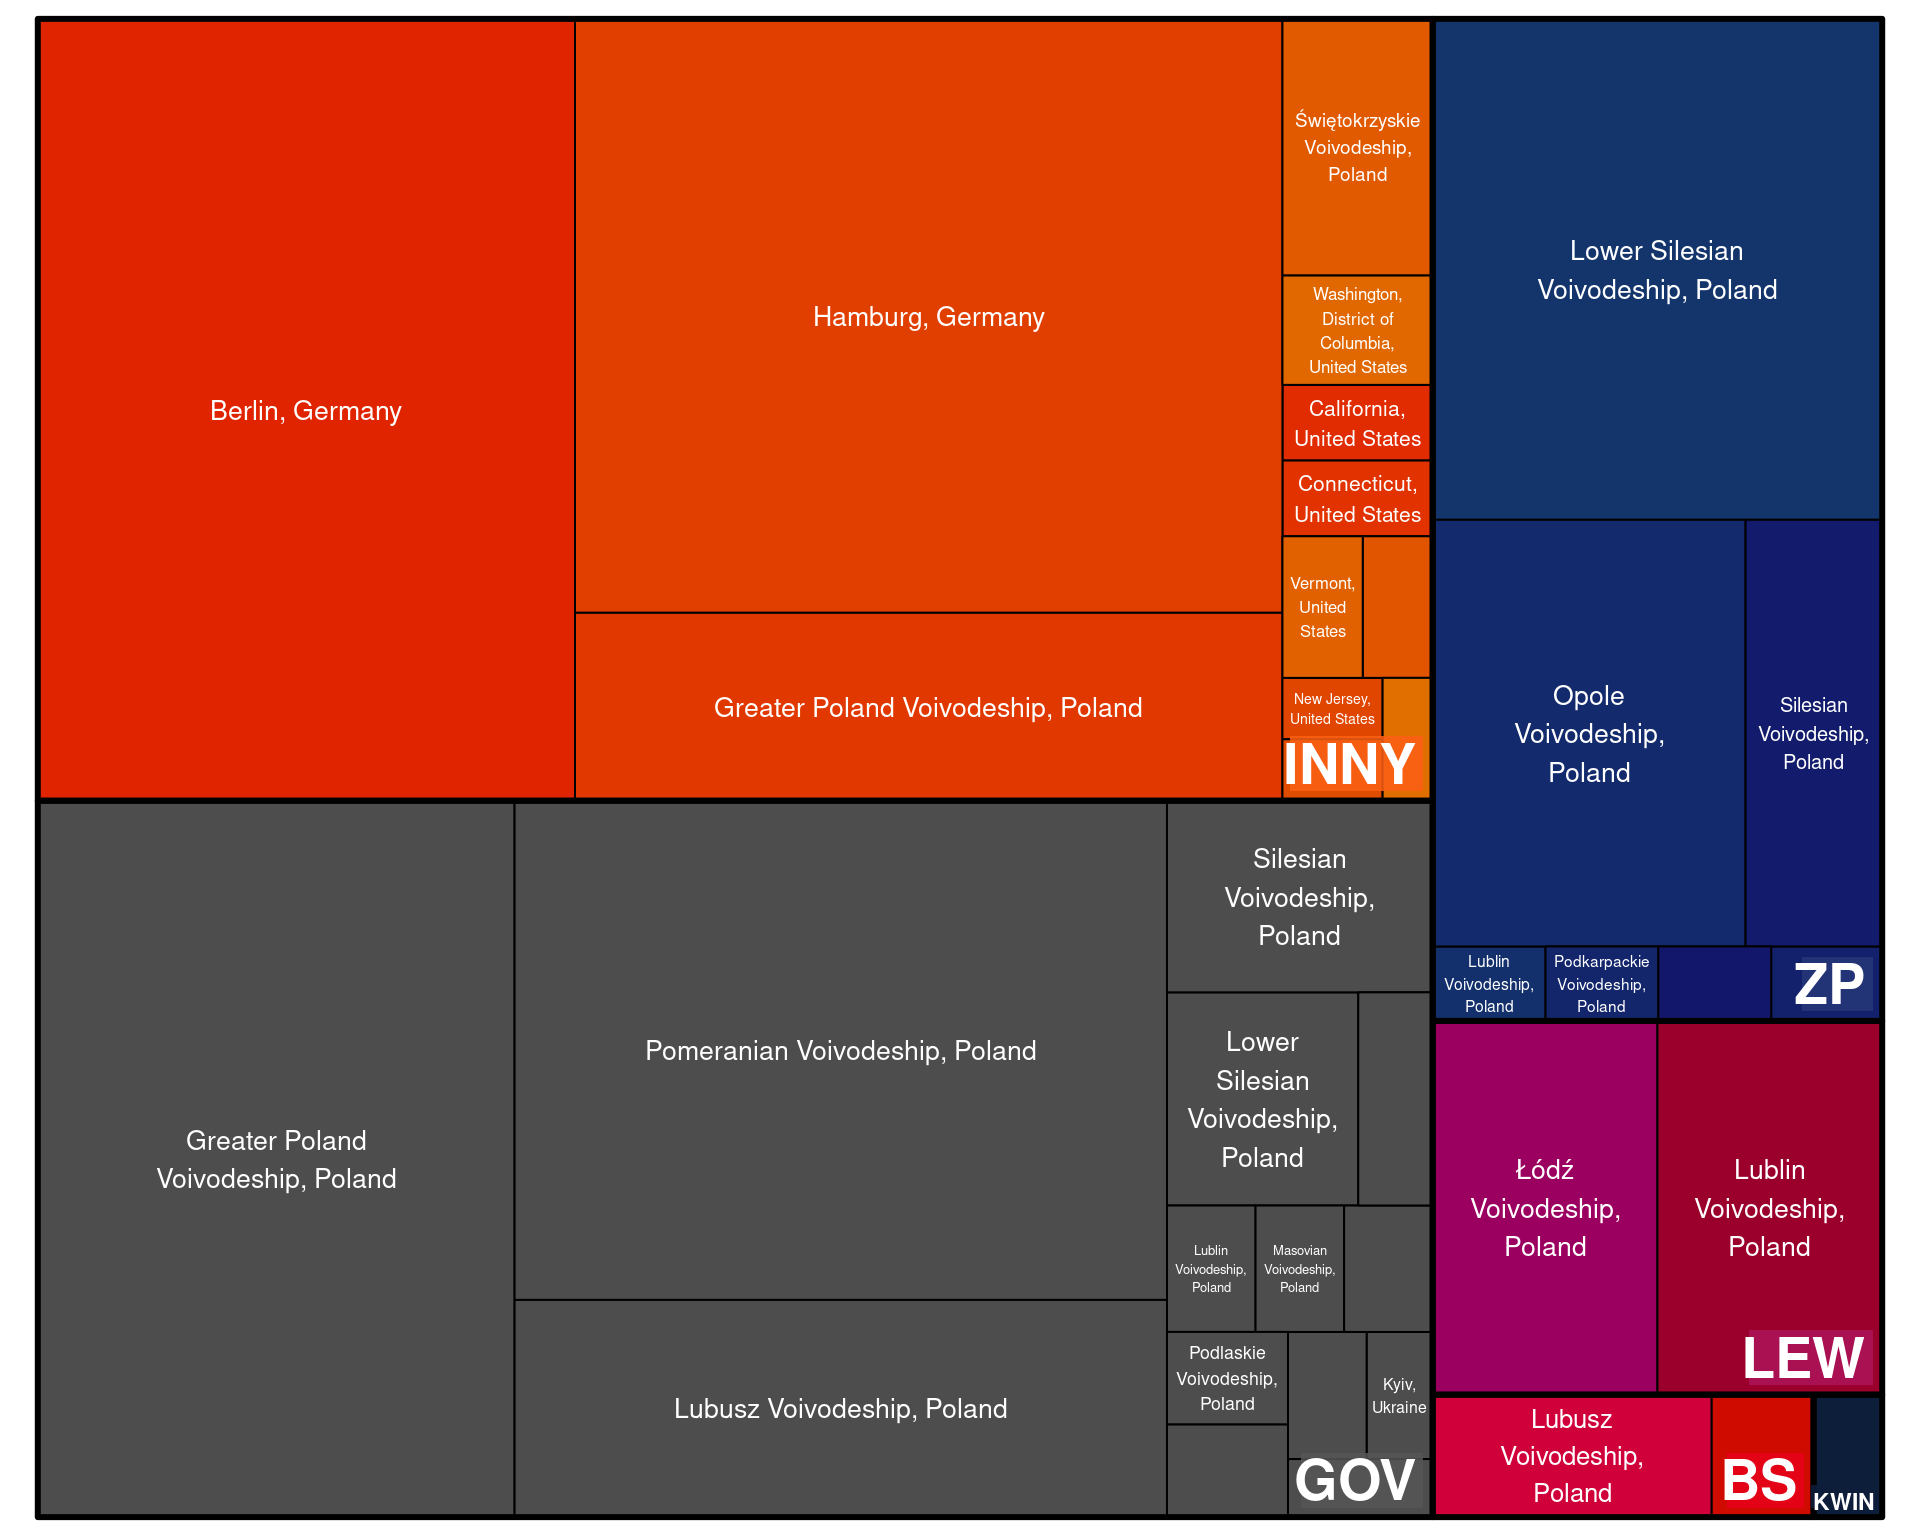 Berlin, Germany
Hamburg, Germany
Greater Poland Voivodeship, Poland
Świętokrzyskie
Voivodeship,
Poland
Washington,
District of
Columbia,
United States
California,
United States
Connecticut,
United States
Vermont,
United
States
New Jersey,
United States
INNY
Lower Silesian
Voivodeship, Poland
Opole
Voivodeship,
Poland
Silesian
Voivodeship,
Poland
Lublin
Voivodeship,
Poland
Podkarpackie
Voivodeship,
Poland
ZP
Greater Poland
Voivodeship, Poland
Pomeranian Voivodeship, Poland
Lubusz Voivodeship, Poland
Silesian
Voivodeship,
Poland
Lower
Silesian
Voivodeship,
Poland
Lublin
Voivodeship,
Poland
Masovian
Voivodeship,
Poland
Podlaskie
Voivodeship,
Poland
Kyiv,
Ukraine
GOV
Łódź
Voivodeship,
Poland
Lublin
Voivodeship,
Poland
LEW
Lubusz
Voivodeship,
Poland
BS
KWIN